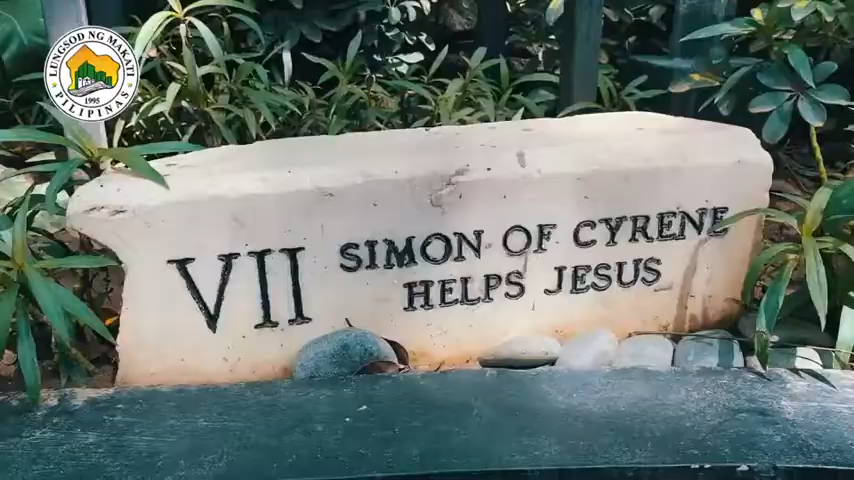 LUNGSOD NG MAKATI
PILIPINAS
1995
VII
SIMON OF CYRENE
HELPS JESUS